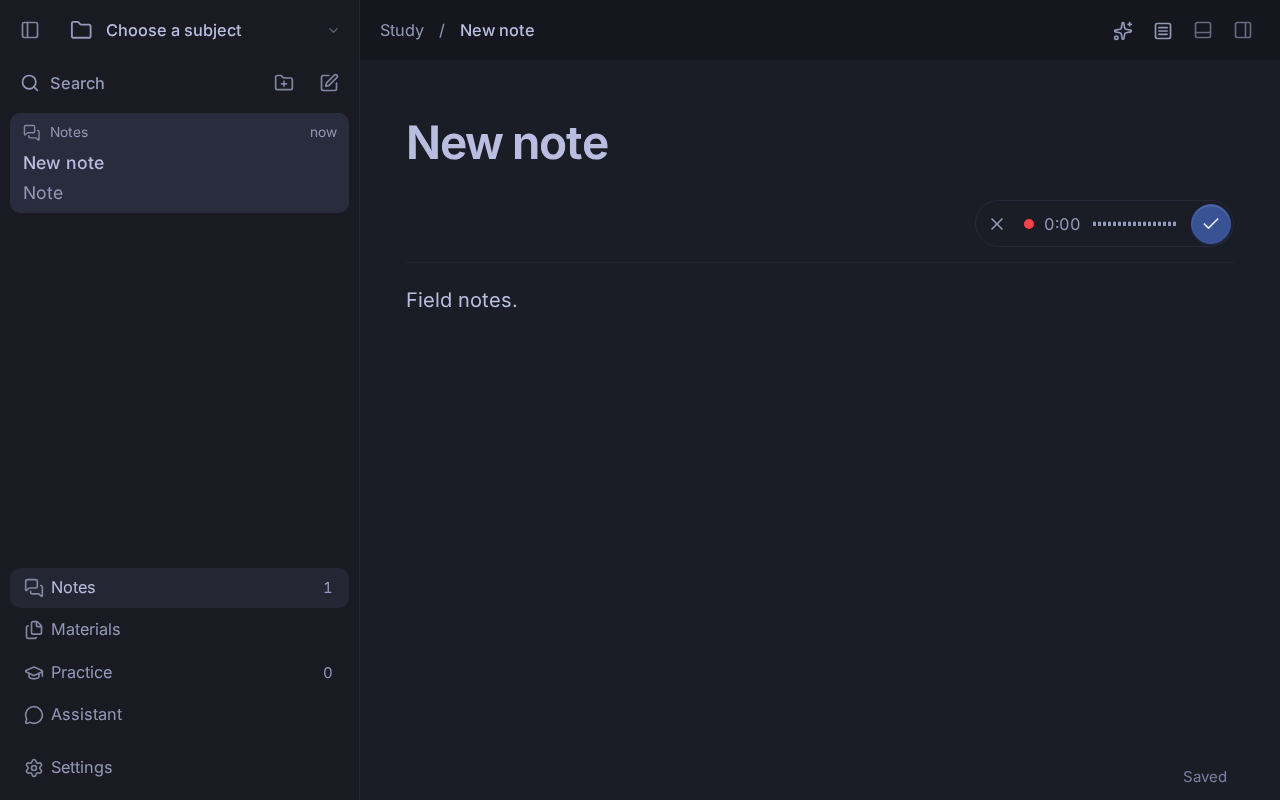 Choose a subject
Search
Notes now
New note
Note
Notes 1
Materials
Practice 0
Assistant
Settings
Study / New note
New note
0:00
Field notes.
Saved